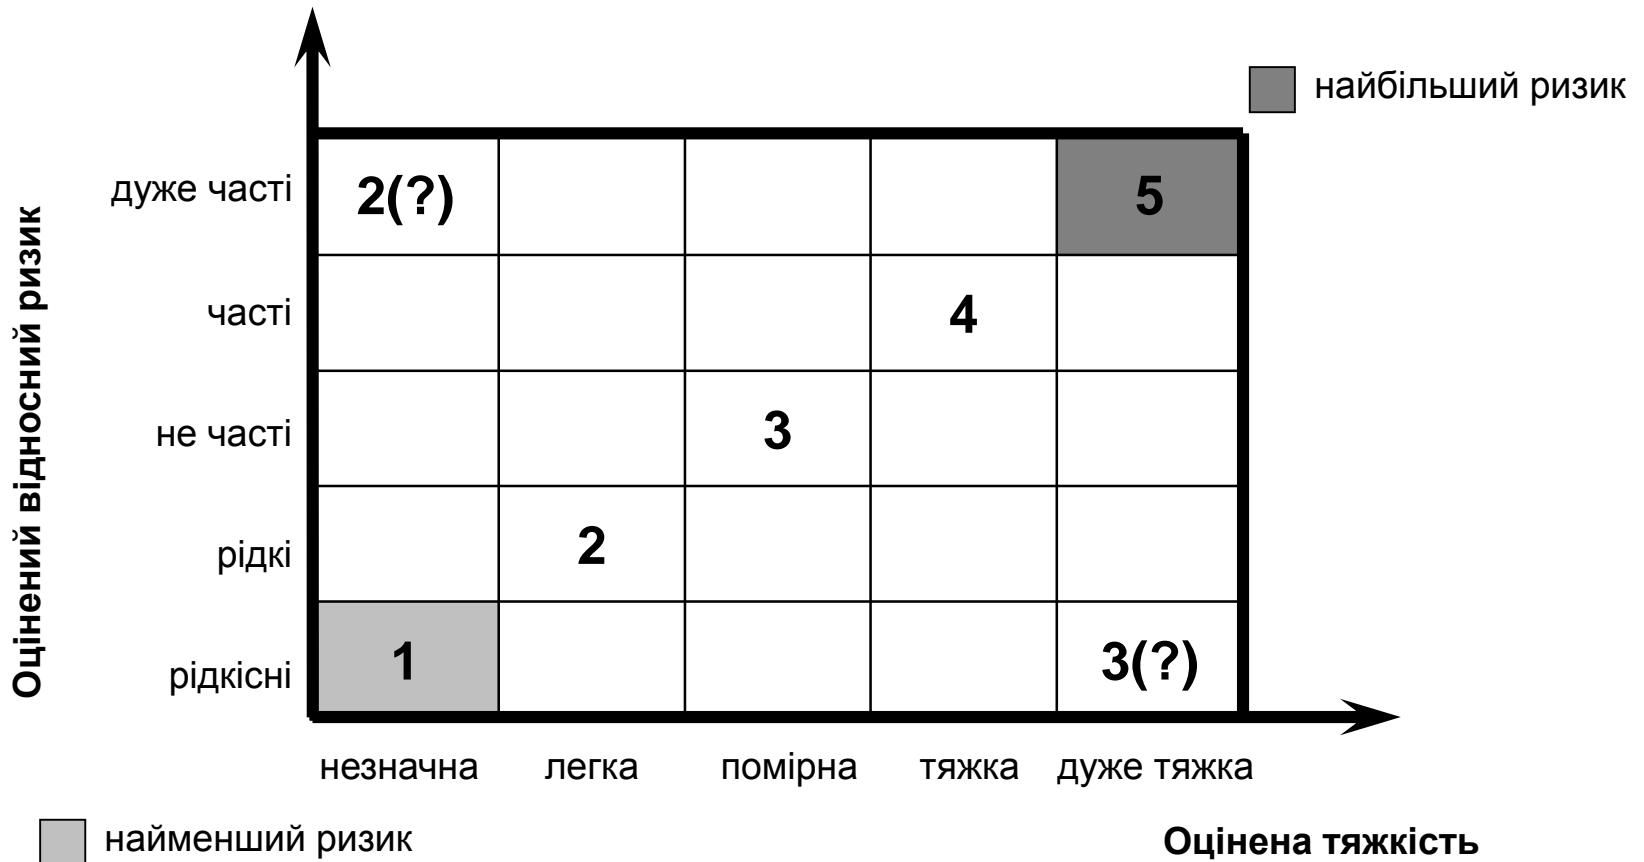 найбільший ризик
Оцінений відносний ризик
дуже часті
2(?)
5
часті
4
не часті
3
рідкі
2
рідкісні
1
3(?)
незначна
легка
помірна
тяжка
дуже тяжка
найменший ризик
Оцінена тяжкість